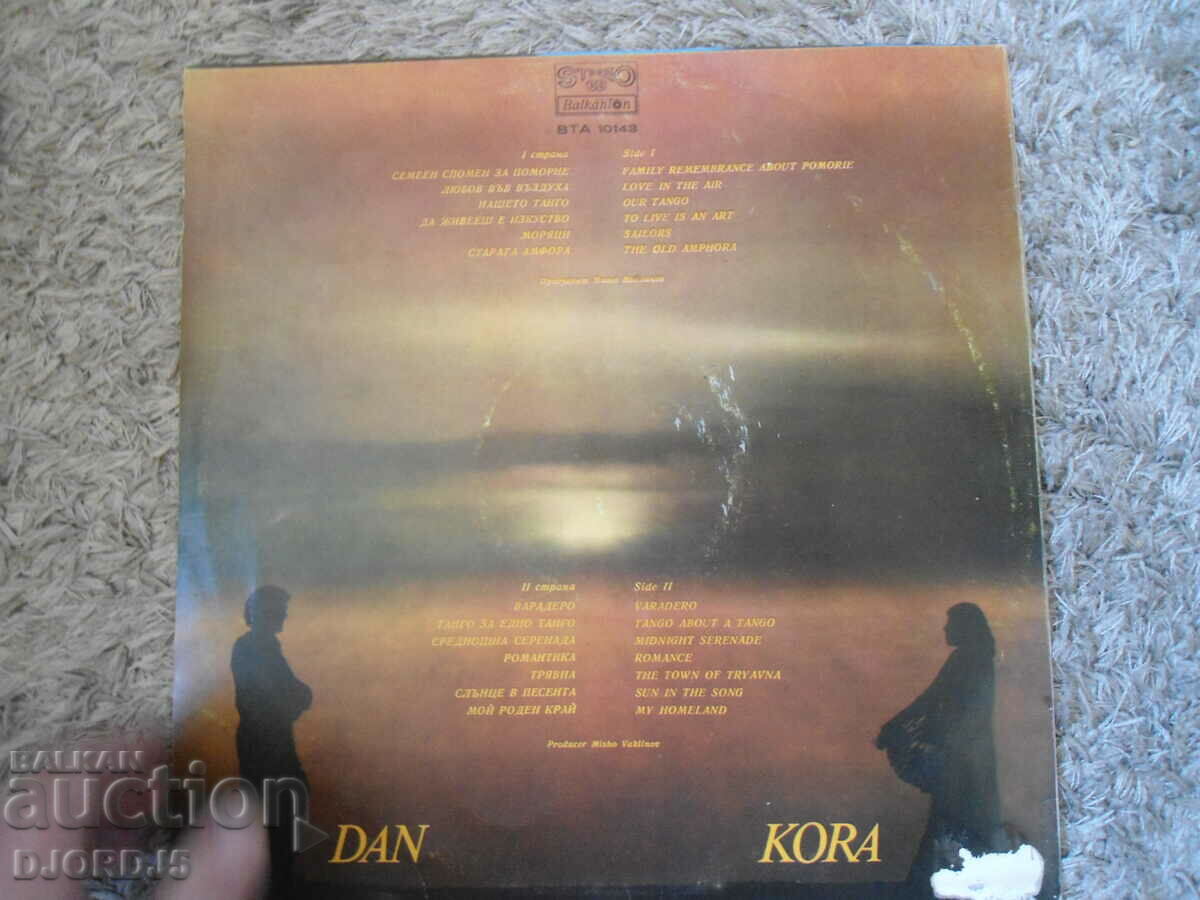 STEREO
Balkanton
BTA 10143
I страна Side I
СЕМЕЕН СПОМЕН ЗА ПОМОРИЕ FAMILY REMEMBRANCE ABOUT POMORIE
ЛЮБОВ ВЪВ ВЪЗДУХА LOVE IN THE AIR
НАШЕТО ТАНГО OUR TANGO
ДА ЖИВЕЕШ Е ИЗКУСТВО TO LIVE IS AN ART
МОРЯЦИ SAILORS
СТАРАТА АМФОРА THE OLD AMPHORA
II страна Side II
ВАРАДЕРО VARADERO
ТАНГО ЗА ЕДНО ТАНГО TANGO ABOUT A TANGO
СРЕДНОЩНА СЕРЕНАДА MIDNIGHT SERENADE
РОМАНТИКА ROMANCE
ТРЯВНА THE TOWN OF TRYAVNA
СЛЪНЦЕ В ПЕСЕНТА SUN IN THE SONG
МОЙ РОДЕН КРАЙ MY HOMELAND
Producer Misho Vaklinov
DAN KORA
BALKAN
auction
DJORD.J5